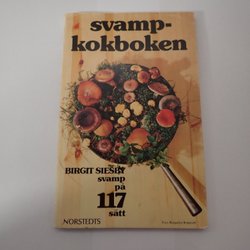 svamp-
kokboken
BIRGIT SIESBY
svamp
på
117
sätt
NORSTEDTS